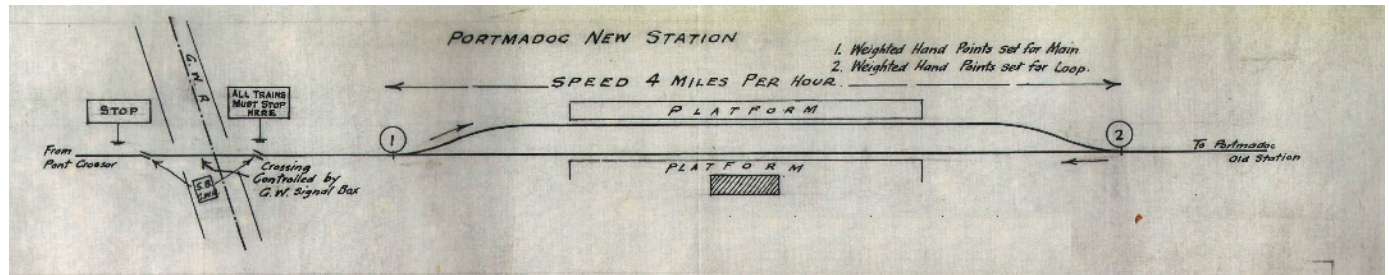 PORTMADOC NEW STATION
1. Weighted Hand Points set for Main.
2. Weighted Hand Points set for Loop.
SPEED 4 MILES PER HOUR.
G.W.R
STOP
ALL TRAINS
MUST STOP
HERE
PLATFORM
1
2
From
Pont Croesor
To Portmadoc
Old Station
Crossing
Controlled by
G.W. Signal Box
S.B.
PLATFORM